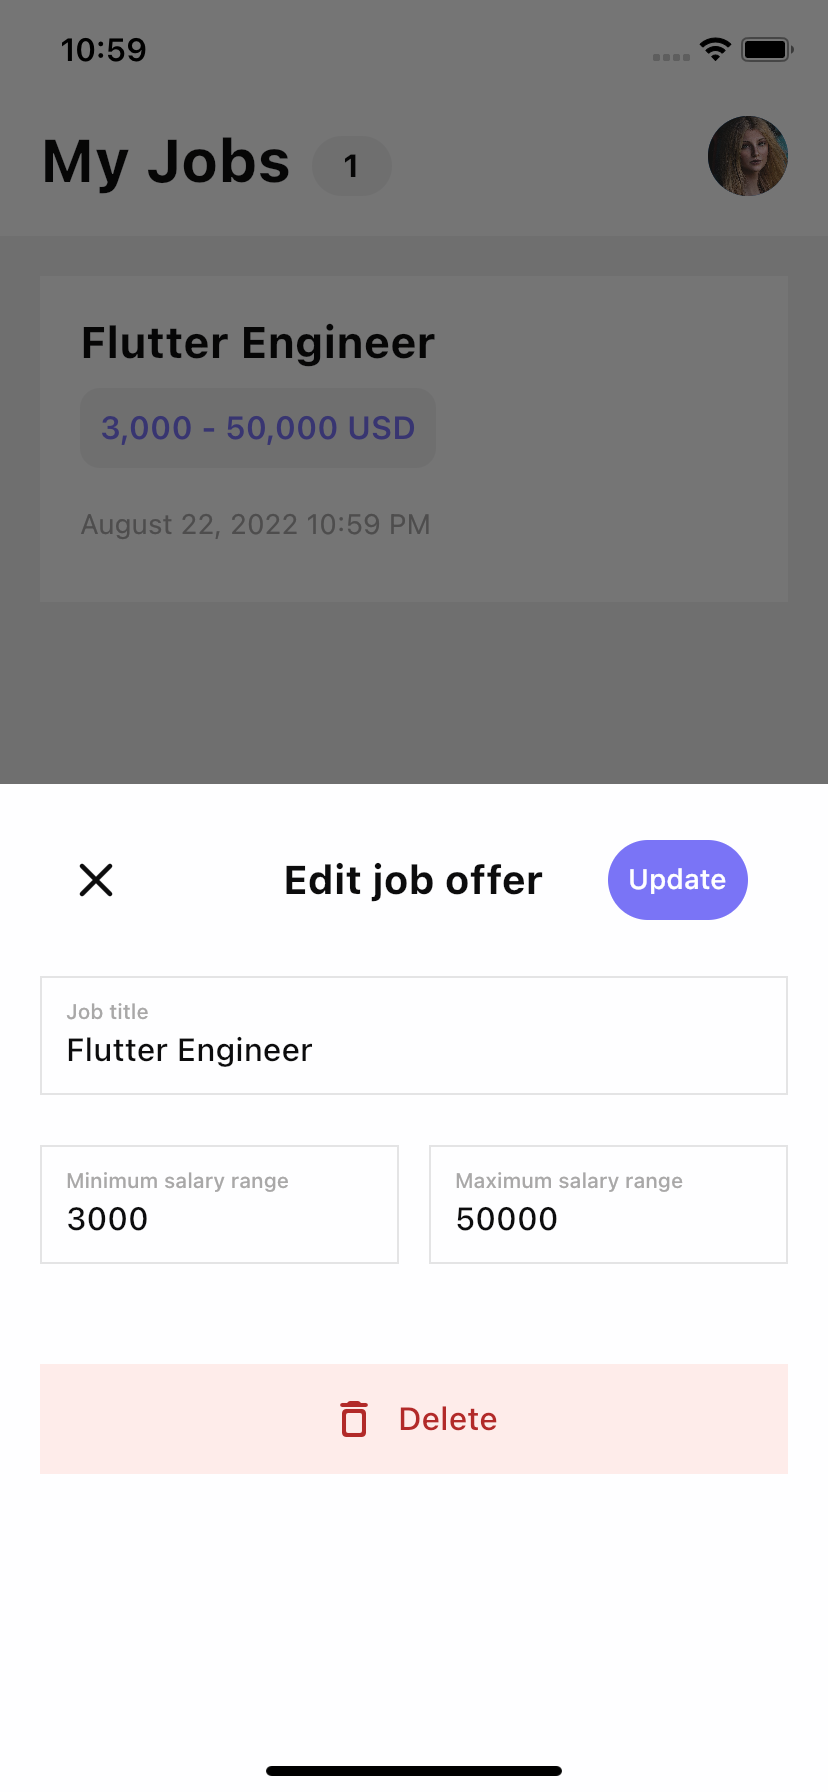 10:59
My Jobs 1
Flutter Engineer
3,000 - 50,000 USD
August 22, 2022 10:59 PM
Edit job offer
Update
Job title
Flutter Engineer
Minimum salary range
3000
Maximum salary range
50000
Delete